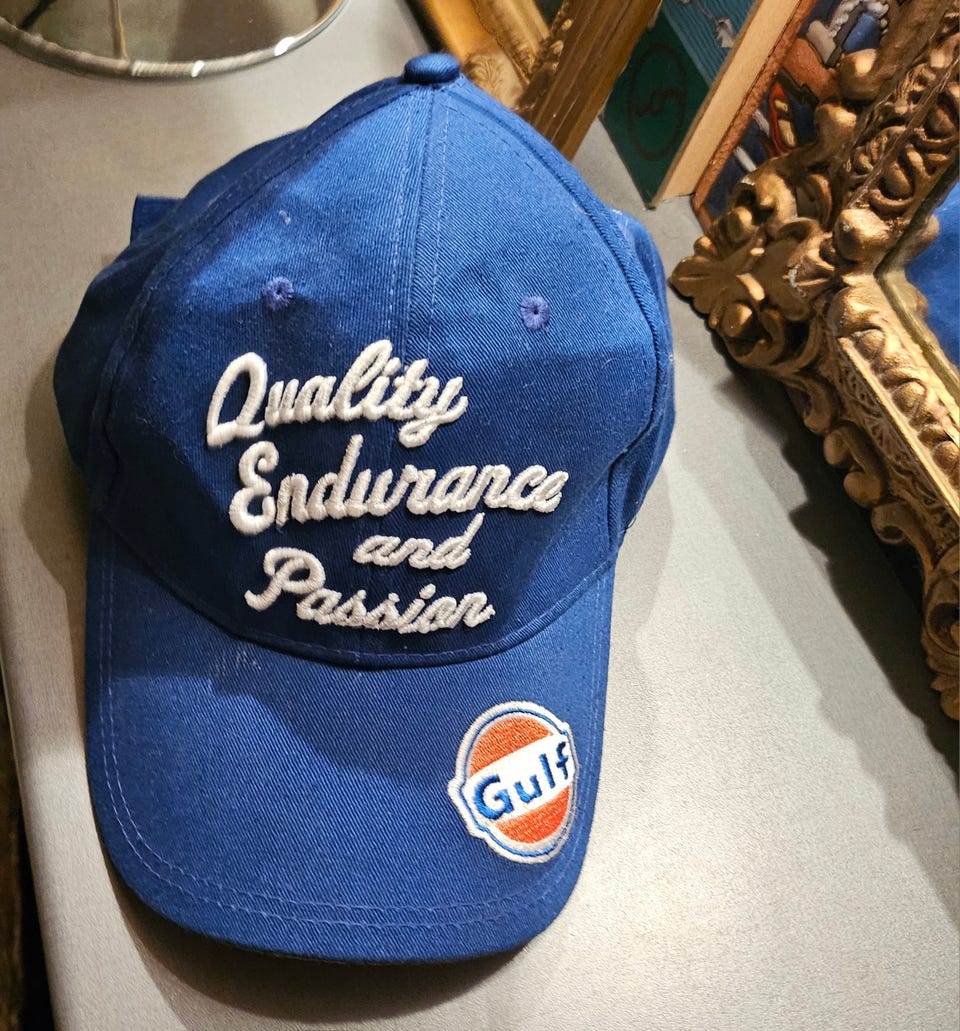 Quality
Endurance
and
Passion
Gulf